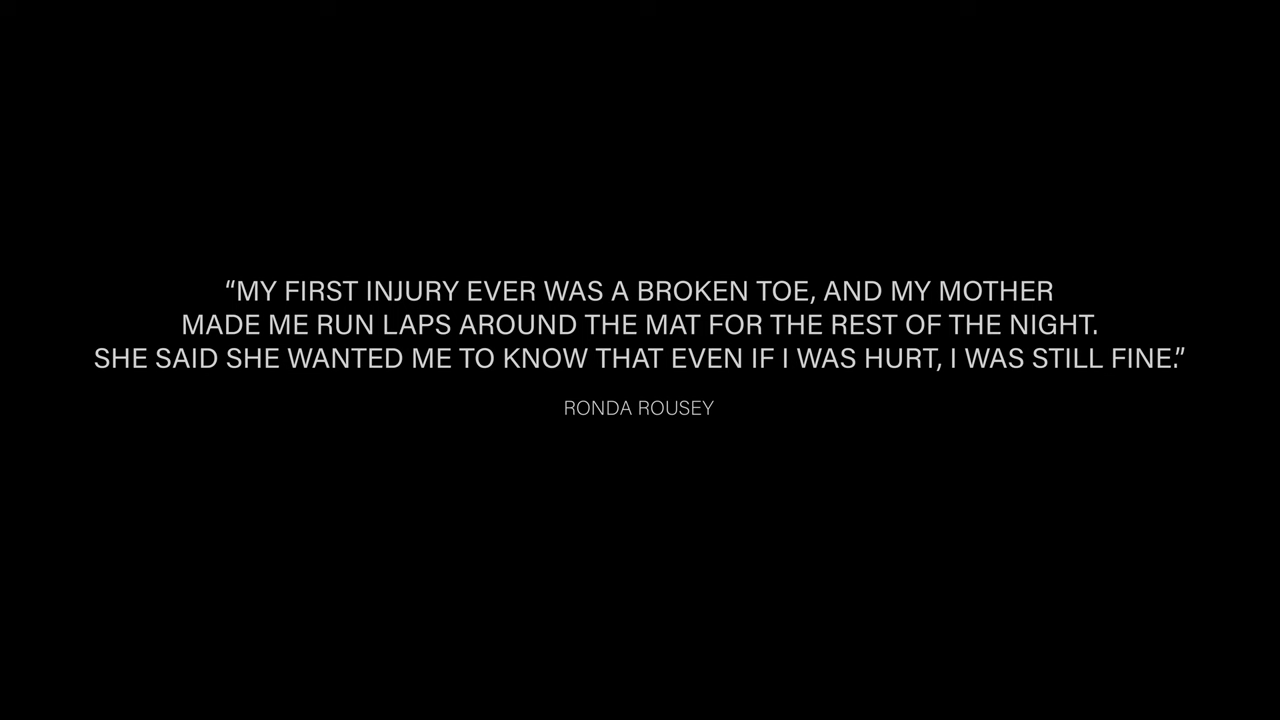 “MY FIRST INJURY EVER WAS A BROKEN TOE, AND MY MOTHER
MADE ME RUN LAPS AROUND THE MAT FOR THE REST OF THE NIGHT.
SHE SAID SHE WANTED ME TO KNOW THAT EVEN IF I WAS HURT, I WAS STILL FINE.”
RONDA ROUSEY